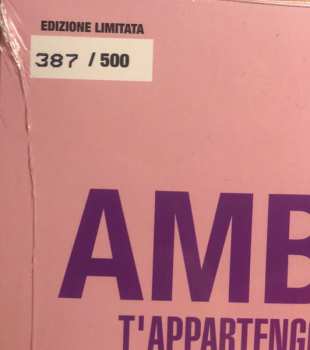 EDIZIONE LIMITATA
387 / 500
AMB
T'APPARTENGO